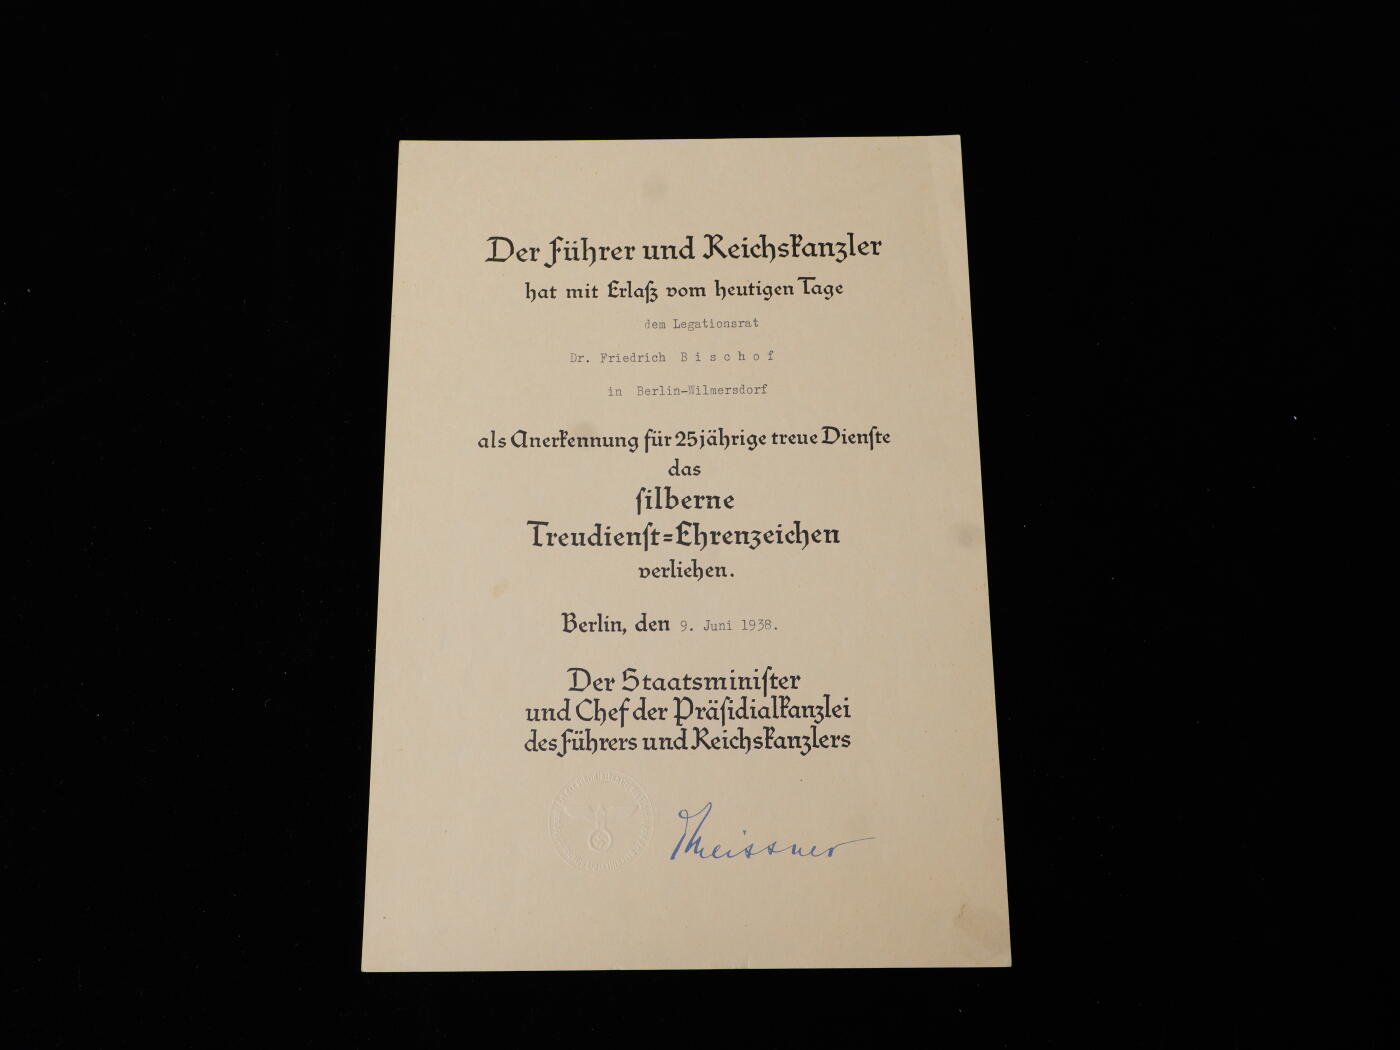 Der Führer und Reichskanzler
hat mit Erlaß vom heutigen Tage
dem Legationsrat
Dr. Friedrich B i s c h o f
in Berlin-Wilmersdorf
als Anerkennung für 25jährige treue Dienſte
das
ſilberne
Treudienſt=Ehrenzeichen
verliehen.
Berlin, den 9. Juni 1938.
Der Staatsminiſter
und Chef der Präſidialkanzlei
des Führers und Reichskanzlers
Meissner